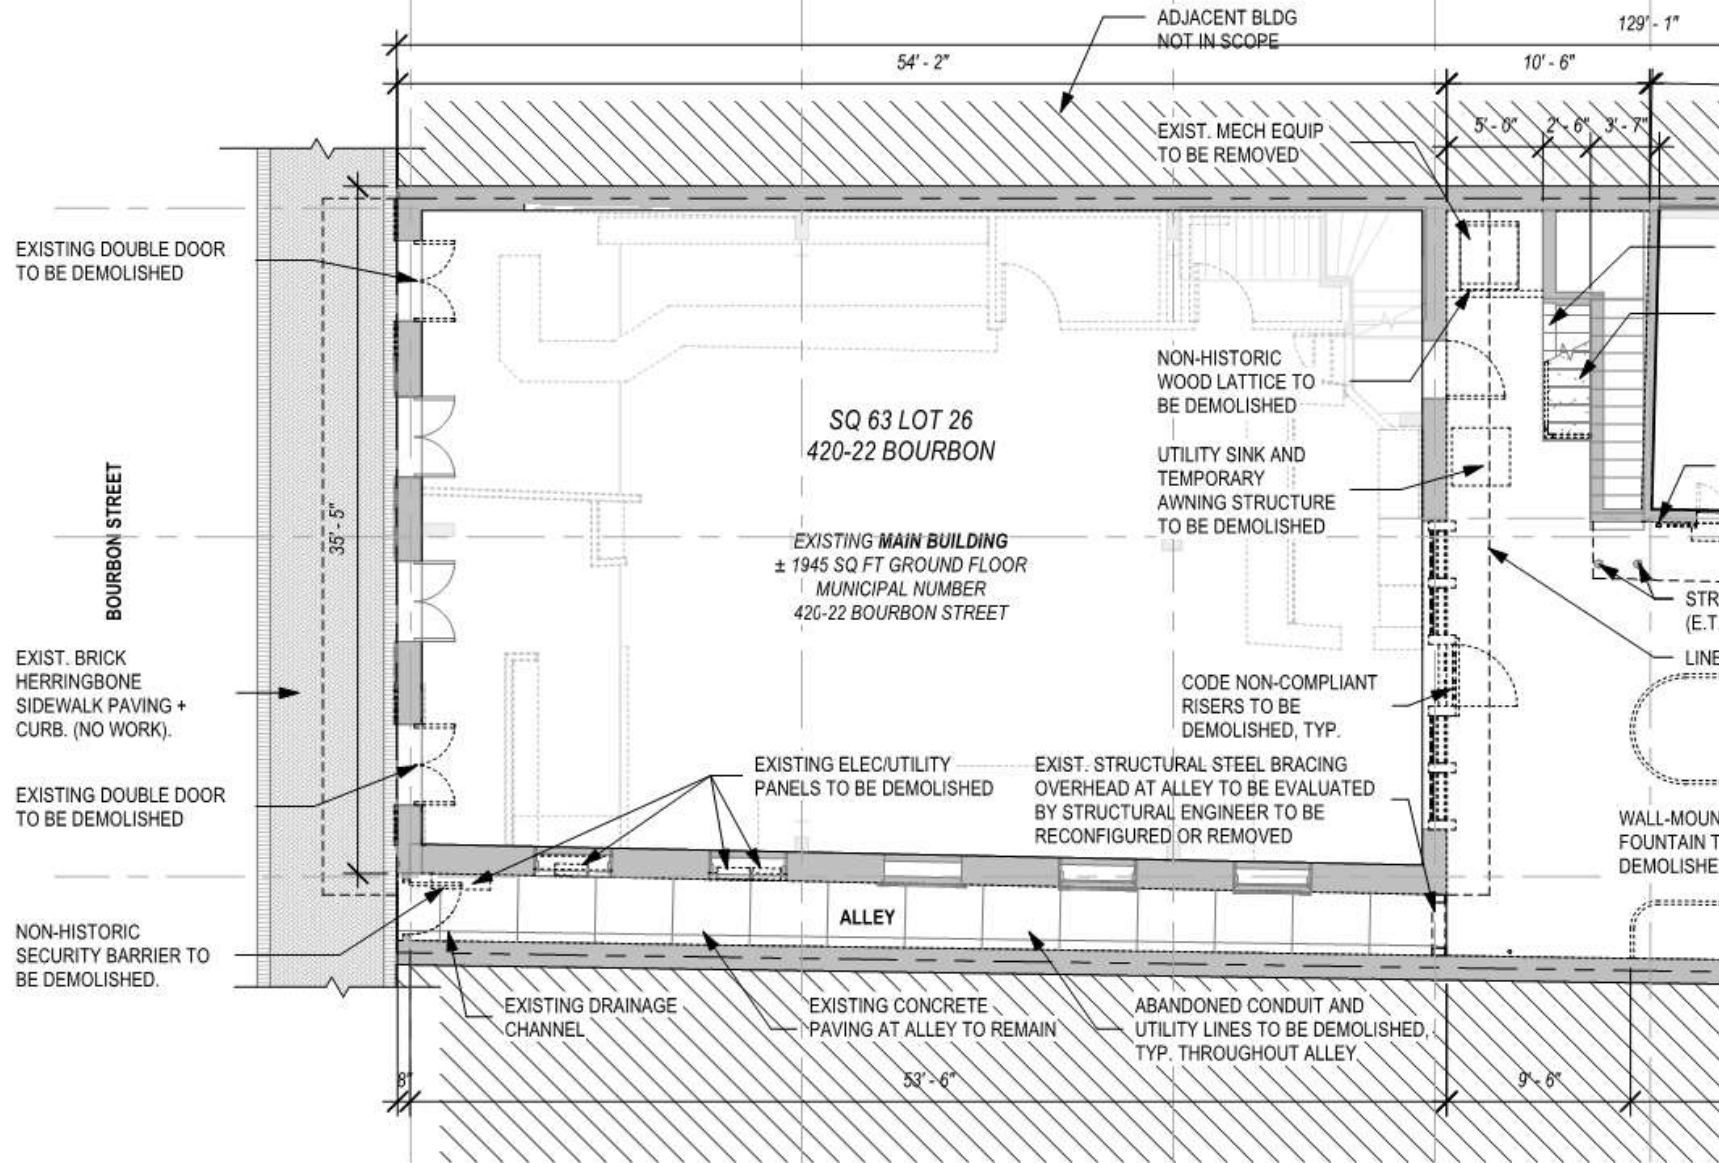 ADJACENT BLDG
NOT IN SCOPE
129' - 1"
54' - 2"
10' - 6"
5' - 0"
2' - 6"
3' - 7"
EXIST. MECH EQUIP
TO BE REMOVED
EXISTING DOUBLE DOOR
TO BE DEMOLISHED
NON-HISTORIC
WOOD LATTICE TO
BE DEMOLISHED
SQ 63 LOT 26
420-22 BOURBON
UTILITY SINK AND
TEMPORARY
AWNING STRUCTURE
TO BE DEMOLISHED
BOURBON STREET
35' - 5"
EXISTING MAIN BUILDING
± 1945 SQ FT GROUND FLOOR
MUNICIPAL NUMBER
420-22 BOURBON STREET
STR
(E.T.
LINE
EXIST. BRICK
HERRINGBONE
SIDEWALK PAVING +
CURB. (NO WORK).
CODE NON-COMPLIANT
RISERS TO BE
DEMOLISHED, TYP.
EXISTING DOUBLE DOOR
TO BE DEMOLISHED
EXISTING ELEC/UTILITY
PANELS TO BE DEMOLISHED
EXIST. STRUCTURAL STEEL BRACING
OVERHEAD AT ALLEY TO BE EVALUATED
BY STRUCTURAL ENGINEER TO BE
RECONFIGURED OR REMOVED
WALL-MOUN
FOUNTAIN T
DEMOLISHE
ALLEY
NON-HISTORIC
SECURITY BARRIER TO
BE DEMOLISHED.
EXISTING DRAINAGE
CHANNEL
EXISTING CONCRETE
PAVING AT ALLEY TO REMAIN
ABANDONED CONDUIT AND
UTILITY LINES TO BE DEMOLISHED,
TYP. THROUGHOUT ALLEY
8"
53' - 6"
9' - 6"